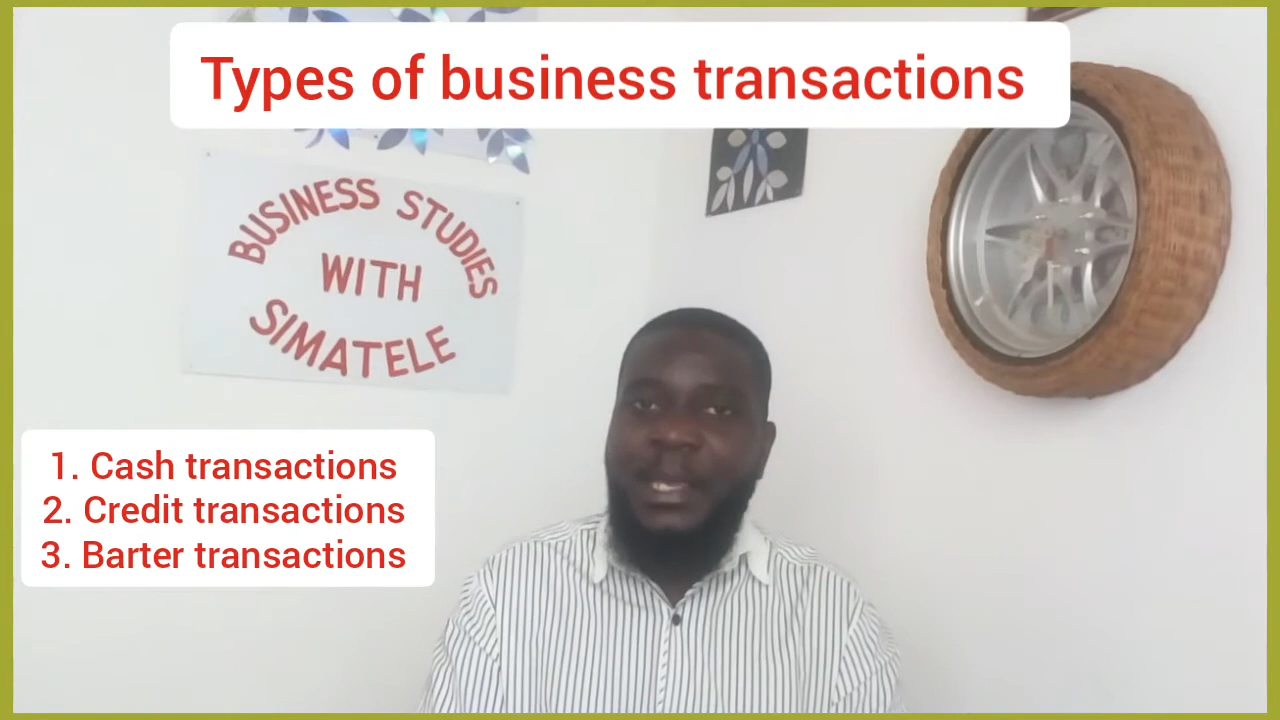 Types of business transactions
BUSINESS STUDIES
WITH
SIMATELE
1. Cash transactions
2. Credit transactions
3. Barter transactions